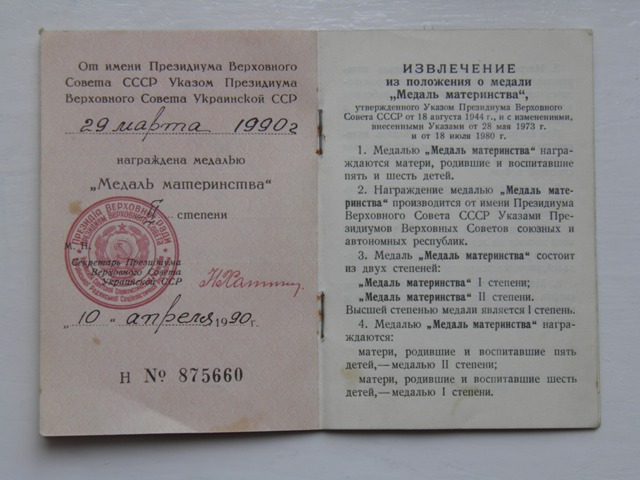 От имени Президиума Верховного
Совета СССР Указом Президиума
Верховного Совета Украинской ССР
29 марта 1990 г
награждена медалью
„Медаль материнства“
II степени
М. П.
Секретарь Президиума
Верховного Совета
Украинской ССР
„10“ апреля 1990 г.
Н № 875660
ИЗВЛЕЧЕНИЕ
из положения о медали
„Медаль материнства“,
утвержденного Указом Президиума Верховного
Совета СССР от 18 августа 1944 г., и с изменениями,
внесенными Указами от 28 мая 1973 г.
и от 18 июля 1980 г.
1. Медалью „Медаль материнства“ награ-
ждаются матери, родившие и воспитавшие
пять и шесть детей.
2. Награждение медалью „Медаль мате-
ринства“ производится от имени Президиума
Верховного Совета СССР Указами Пре-
зидиумов Верховных Советов союзных и
автономных республик.
3. Медаль „Медаль материнства“ состоит
из двух степеней:
„Медаль материнства“ I степени;
„Медаль материнства“ II степени.
Высшей степенью медали является I степень.
4. Медалью „Медаль материнства“ награ-
ждаются:
матери, родившие и воспитавшие пять
детей,—медалью II степени;
матери, родившие и воспитавшие шесть
детей,—медалью I степени.